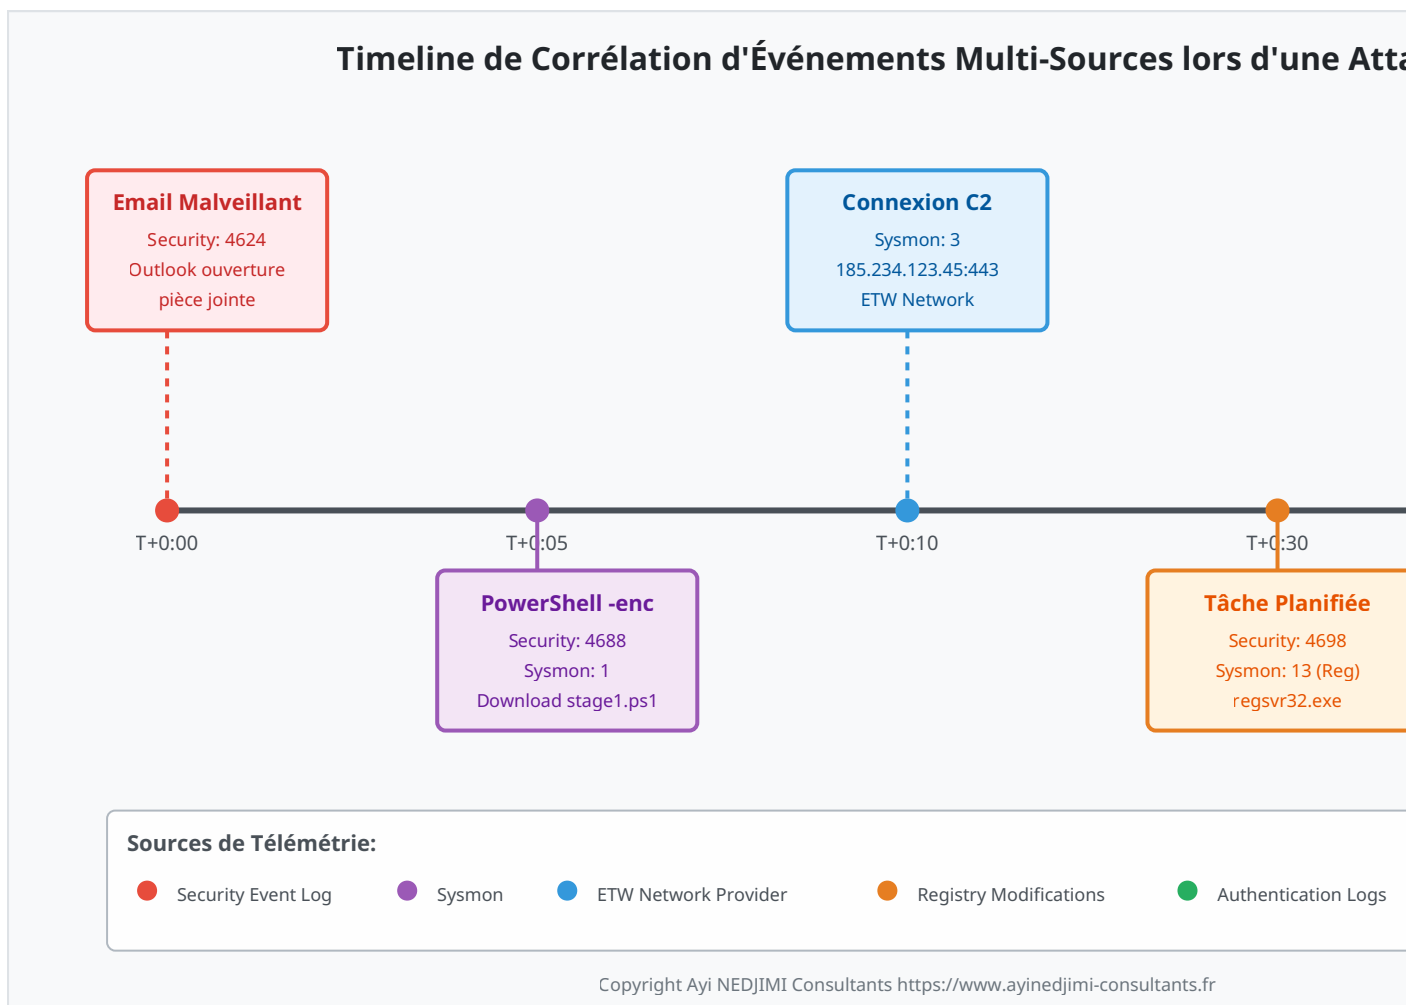 Timeline de Corrélation d'Événements Multi-Sources lors d'une
Email Malveillant
Security: 4624
Outlook ouverture
pièce jointe
Connexion C2
Sysmon: 3
185.234.123.45:443
ETW Network
T+0:00
T+0:05
T+0:10
T+0:30
PowerShell -enc
Security: 4688
Sysmon: 1
Download stage1.ps1
Tâche Planifiée
Security: 4698
Sysmon: 13 (Reg)
regsvr32.exe
Sources de Télémétrie:
Security Event Log
Sysmon
ETW Network Provider
Registry Modifications
Authentication Logs
Copyright Ayi NEDJIMI Consultants https://www.ayinedjimi-consultants.fr